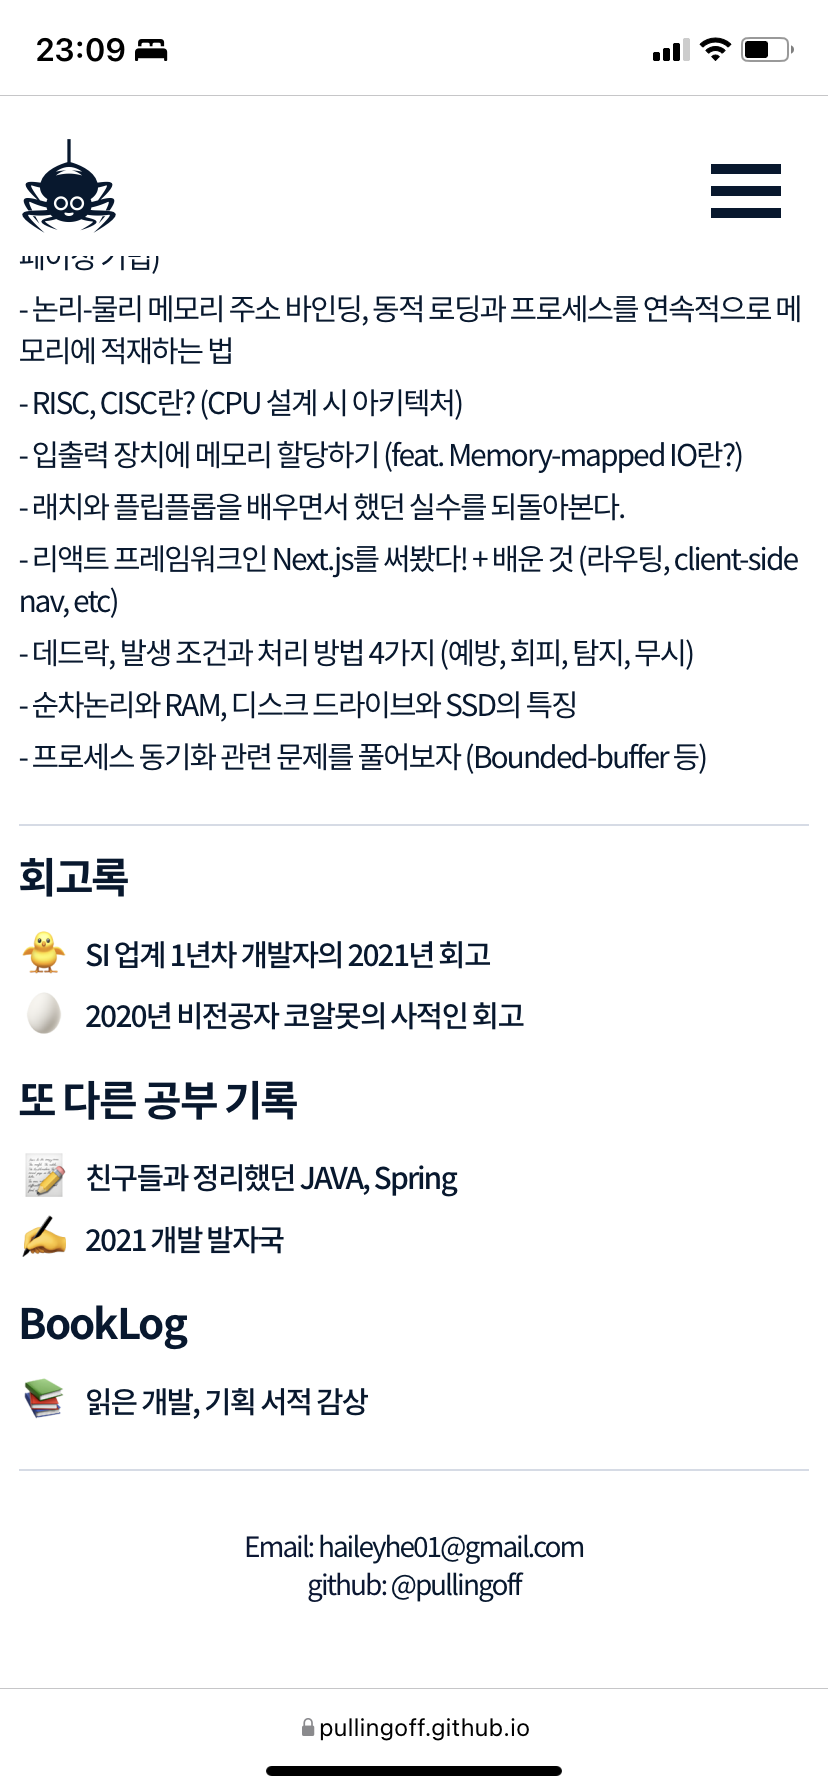 23:09
페이징 기법)
- 논리-물리 메모리 주소 바인딩, 동적 로딩과 프로세스를 연속적으로 메
모리에 적재하는 법
- RISC, CISC란? (CPU 설계 시 아키텍처)
- 입출력 장치에 메모리 할당하기 (feat. Memory-mapped IO란?)
- 래치와 플립플롭을 배우면서 했던 실수를 되돌아본다.
- 리액트 프레임워크인 Next.js를 써봤다! + 배운 것 (라우팅, client-side
nav, etc)
- 데드락, 발생 조건과 처리 방법 4가지 (예방, 회피, 탐지, 무시)
- 순차논리와 RAM, 디스크 드라이브와 SSD의 특징
- 프로세스 동기화 관련 문제를 풀어보자 (Bounded-buffer 등)
회고록
SI 업계 1년차 개발자의 2021년 회고
2020년 비전공자 코알못의 사적인 회고
또 다른 공부 기록
친구들과 정리했던 JAVA, Spring
2021 개발 발자국
BookLog
읽은 개발, 기획 서적 감상
Email: haileyhe01@gmail.com
github: @pullingoff
pullingoff.github.io